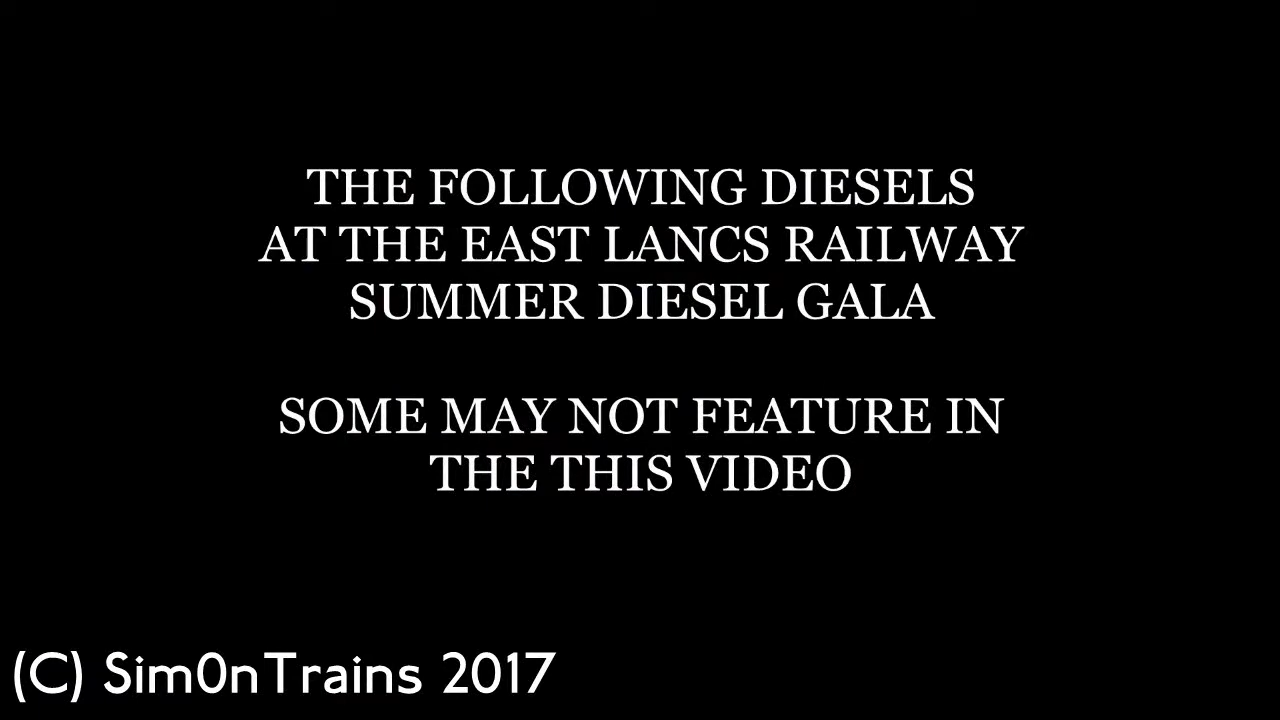 THE FOLLOWING DIESELS
AT THE EAST LANCS RAILWAY
SUMMER DIESEL GALA
SOME MAY NOT FEATURE IN
THE THIS VIDEO
(C) Sim0nTrains 2017